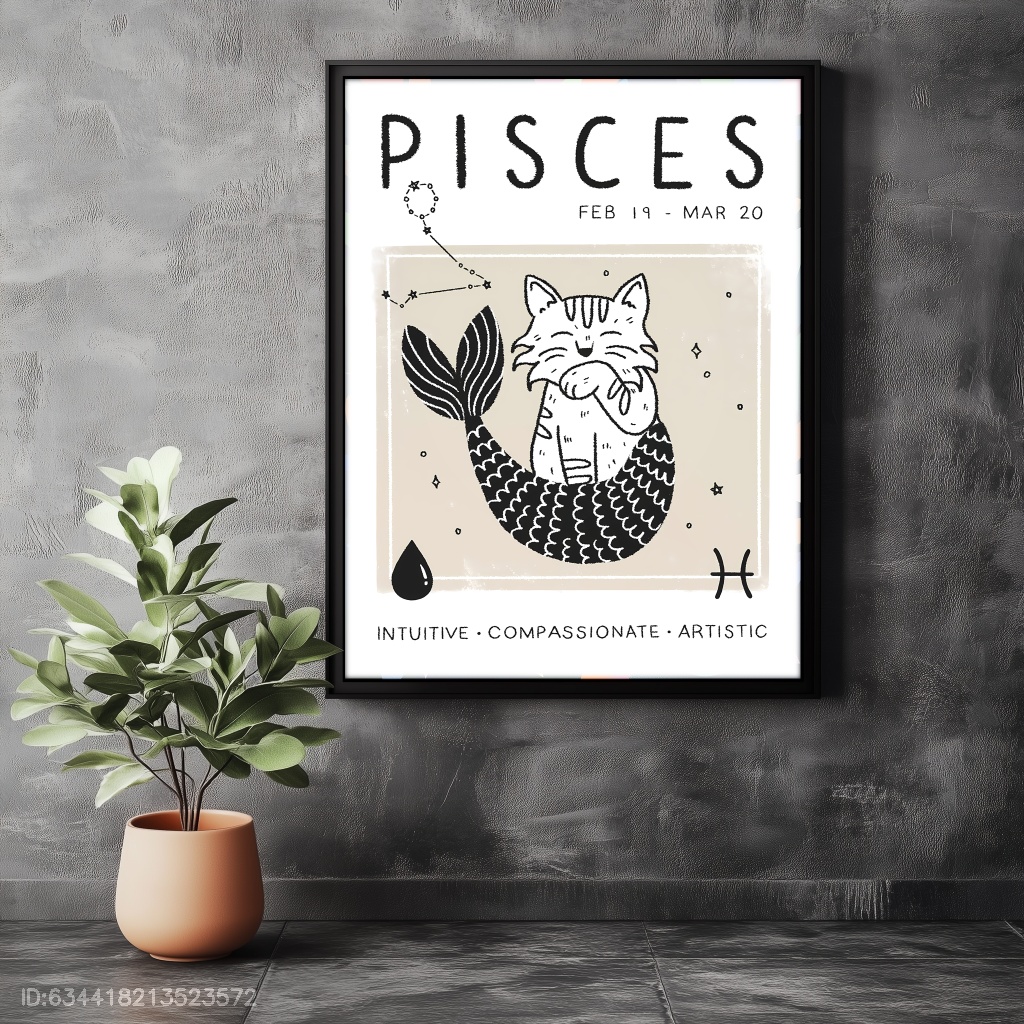 PISCES
FEB 19 - MAR 20
INTUITIVE · COMPASSIONATE · ARTISTIC
ID:634418213523572